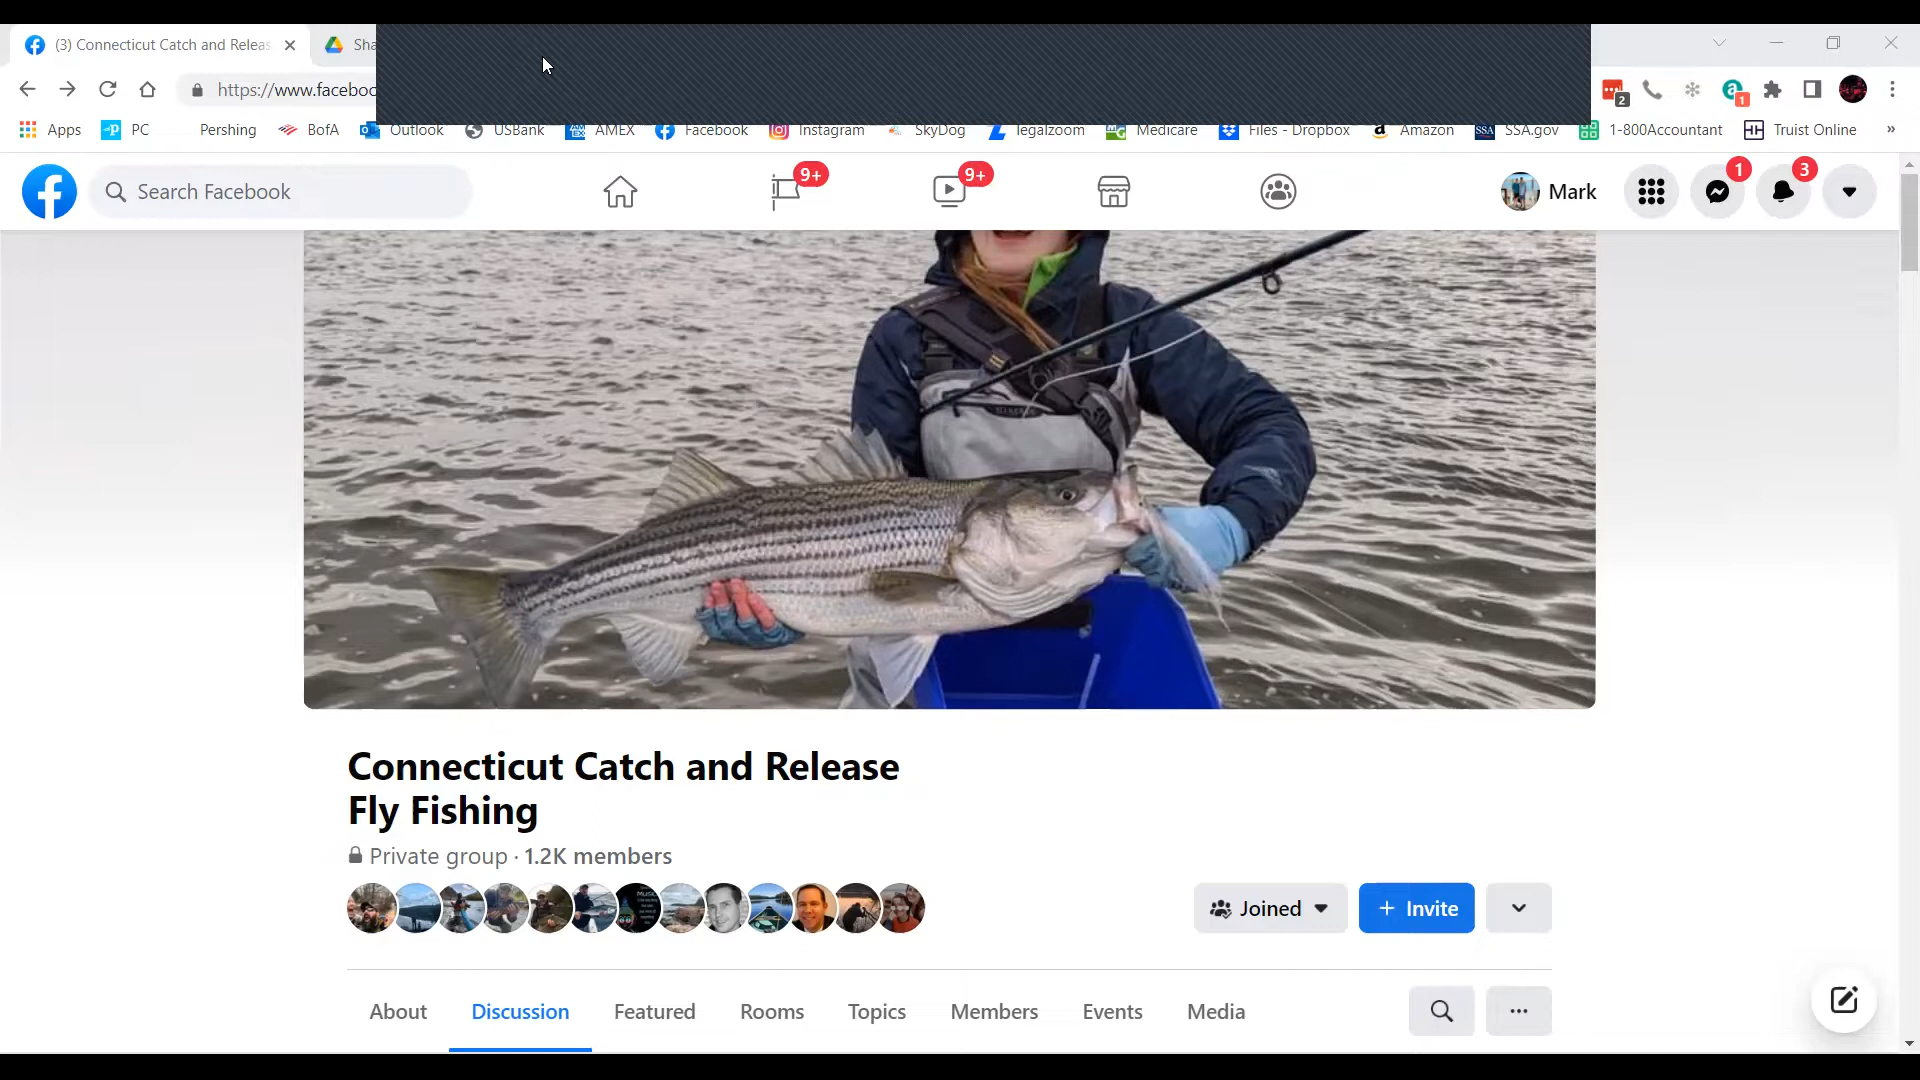 (3) Connecticut Catch and Releas
Sha
https://www.faceboo
2
1
Apps
PC
Pershing
BofA
Outlook
USBank
AMEX
Facebook
Instagram
SkyDog
legalzoom
Medicare
Files - Dropbox
Amazon
SSA.gov
1-800Accountant
Truist Online
»
Search Facebook
9+
9+
Mark
1
3
Connecticut Catch and Release
Fly Fishing
Private group · 1.2K members
Joined
+ Invite
About
Discussion
Featured
Rooms
Topics
Members
Events
Media